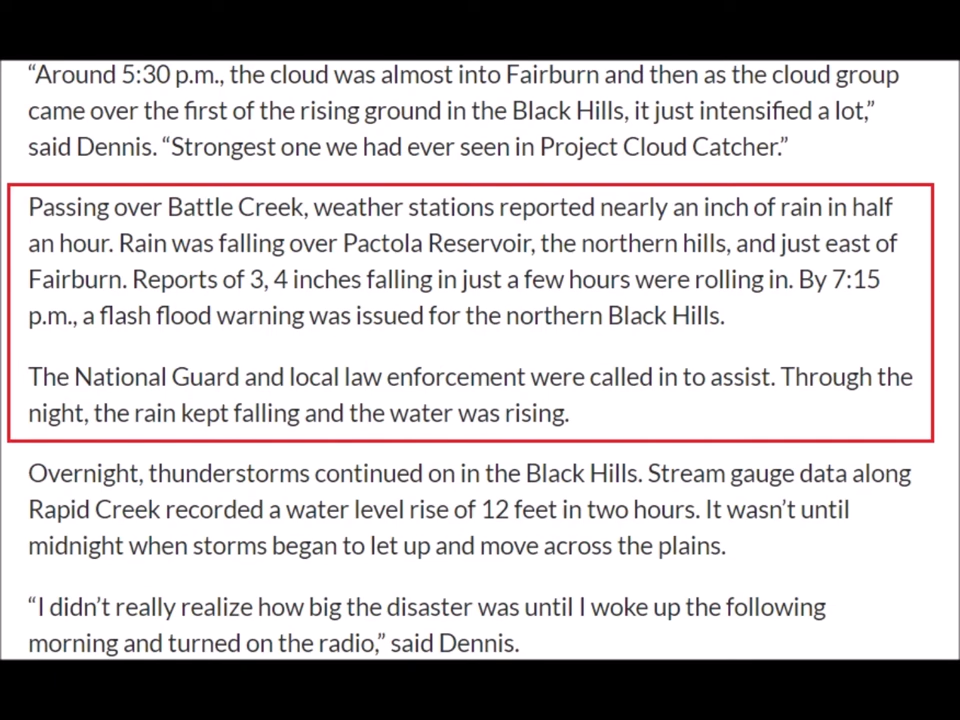 “Around 5:30 p.m., the cloud was almost into Fairburn and then as the cloud group
came over the first of the rising ground in the Black Hills, it just intensified a lot,”
said Dennis. “Strongest one we had ever seen in Project Cloud Catcher.”
Passing over Battle Creek, weather stations reported nearly an inch of rain in half
an hour. Rain was falling over Pactola Reservoir, the northern hills, and just east of
Fairburn. Reports of 3, 4 inches falling in just a few hours were rolling in. By 7:15
p.m., a flash flood warning was issued for the northern Black Hills.
The National Guard and local law enforcement were called in to assist. Through the
night, the rain kept falling and the water was rising.
Overnight, thunderstorms continued on in the Black Hills. Stream gauge data along
Rapid Creek recorded a water level rise of 12 feet in two hours. It wasn’t until
midnight when storms began to let up and move across the plains.
“I didn’t really realize how big the disaster was until I woke up the following
morning and turned on the radio,” said Dennis.